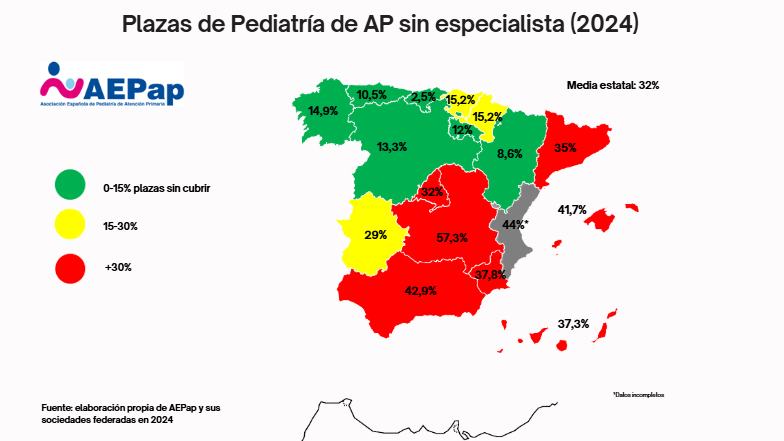 Plazas de Pediatría de AP sin especialista (2024)
AEPap
Asociación Española de Pediatría de Atención Primaria
Media estatal: 32%
10,5%
2,5%
15,2%
14,9%
15,2%
12%
13,3%
8,6%
35%
0-15% plazas sin cubrir
32%
41,7%
15-30%
44%*
29%
57,3%
+30%
37,8%
42,9%
37,3%
*Datos incompletos
Fuente: elaboración propia de AEPap y sus
sociedades federadas en 2024